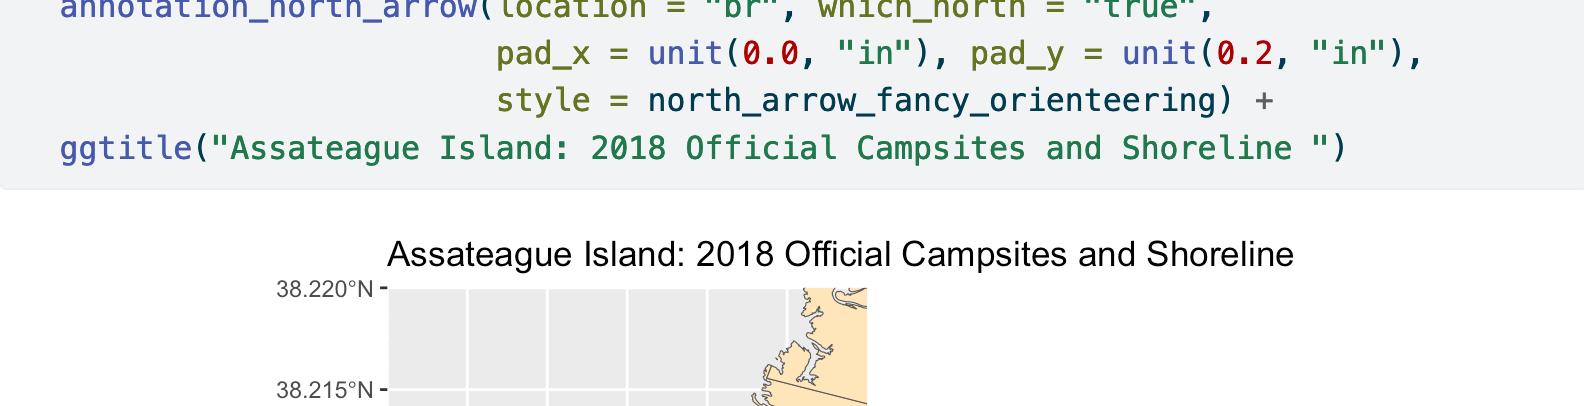 annotation_north_arrow(location = "br", which_north = "true",
pad_x = unit(0.0, "in"), pad_y = unit(0.2, "in"),
style = north_arrow_fancy_orienteering) +
ggtitle("Assateague Island: 2018 Official Campsites and Shoreline ")
Assateague Island: 2018 Official Campsites and Shoreline
38.220°N
38.215°N